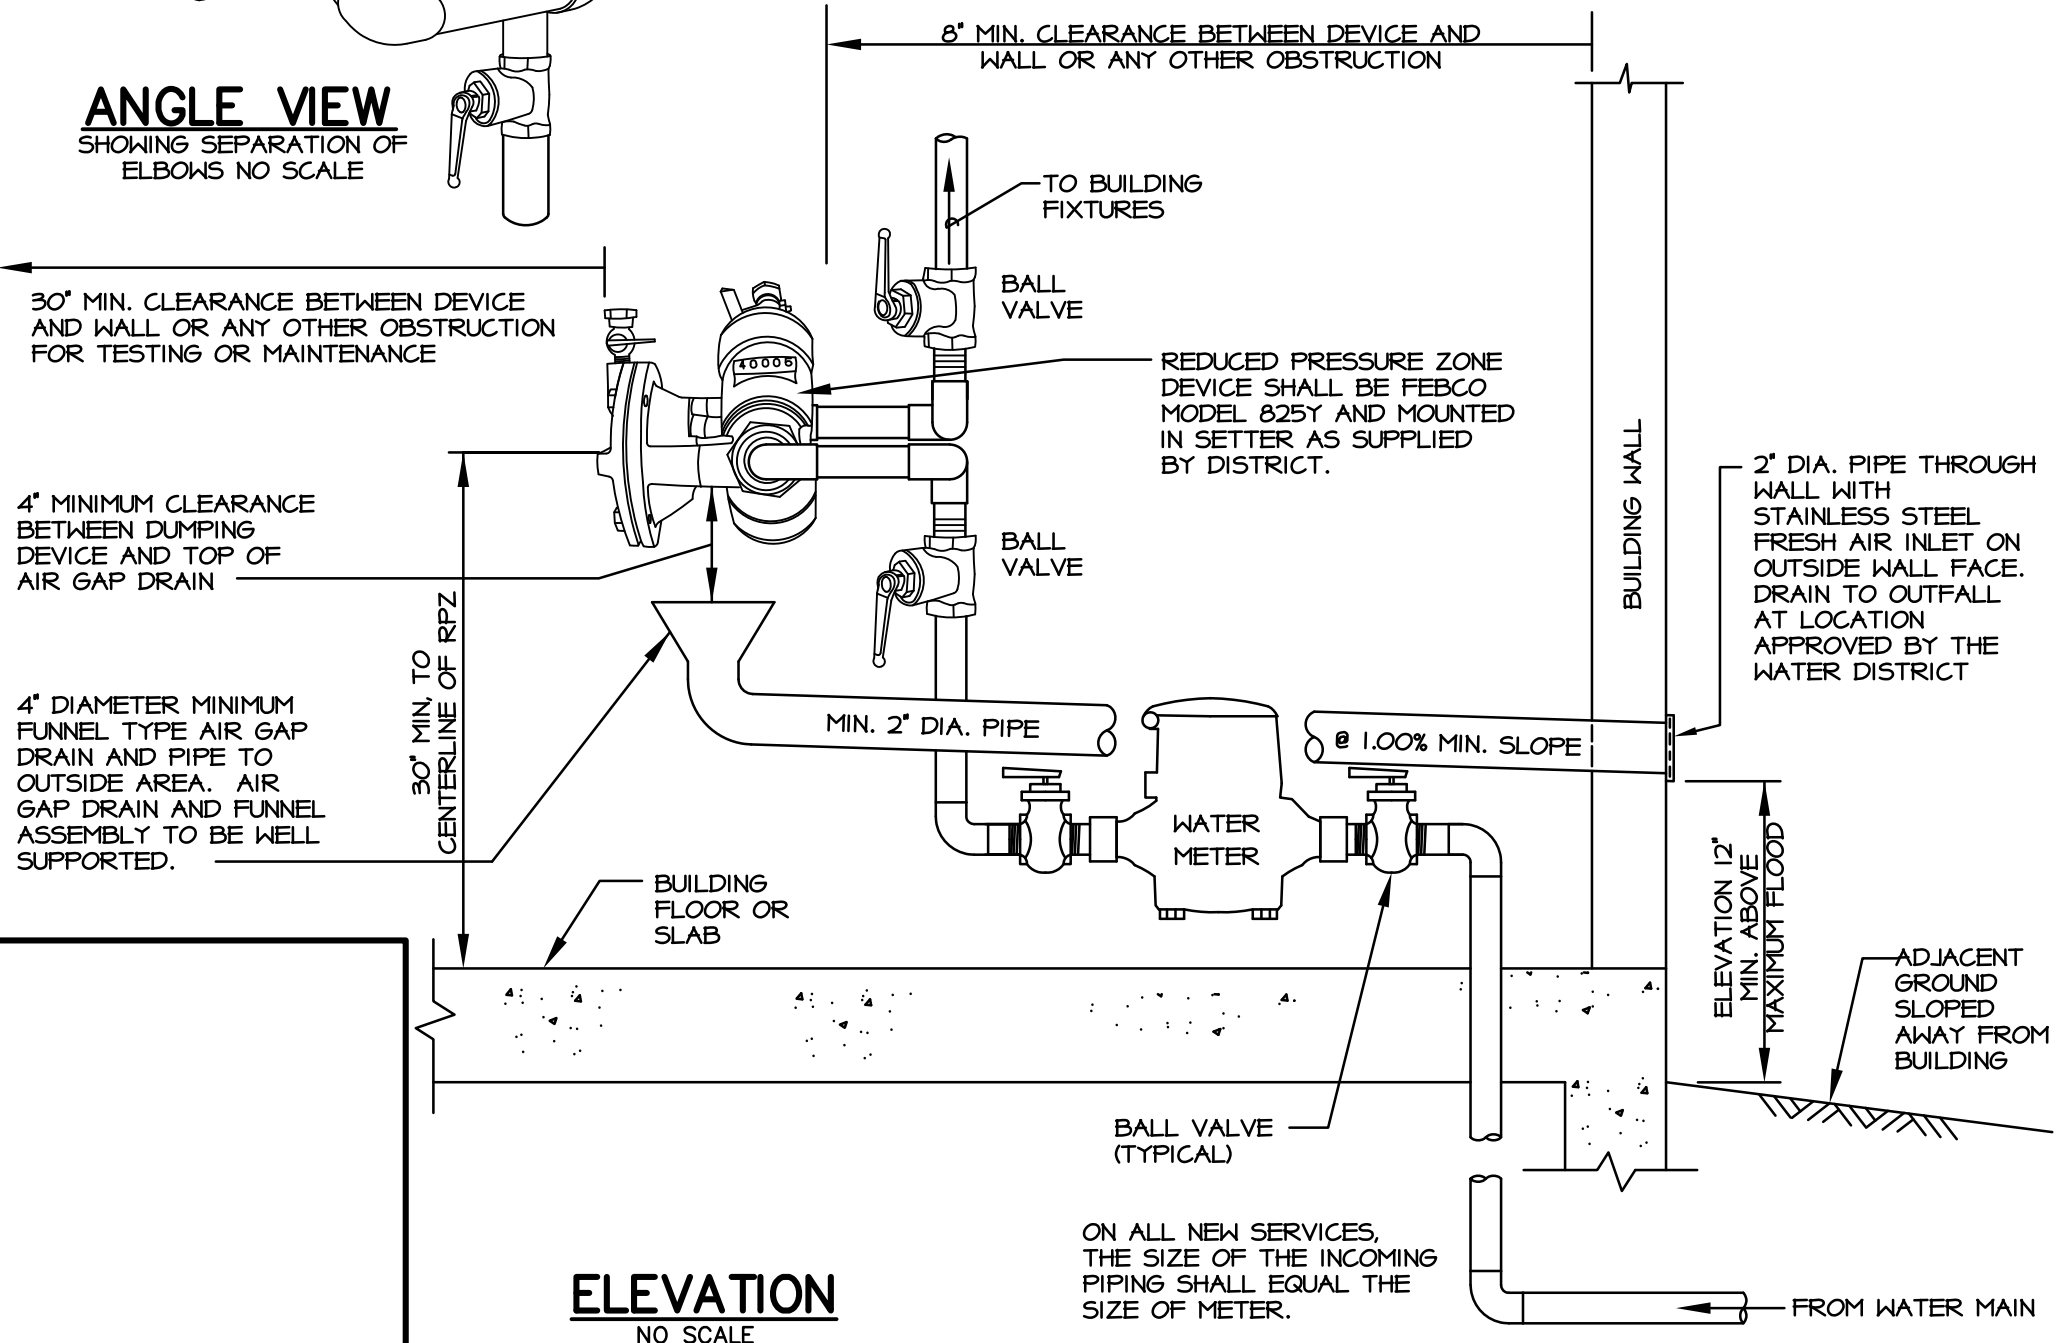 8" MIN. CLEARANCE BETWEEN DEVICE AND
WALL OR ANY OTHER OBSTRUCTION
ANGLE VIEW
SHOWING SEPARATION OF
ELBOWS NO SCALE
TO BUILDING
FIXTURES
30" MIN. CLEARANCE BETWEEN DEVICE
AND WALL OR ANY OTHER OBSTRUCTION
FOR TESTING OR MAINTENANCE
BALL
VALVE
40005
REDUCED PRESSURE ZONE
DEVICE SHALL BE FEBCO
MODEL 825Y AND MOUNTED
IN SETTER AS SUPPLIED
BY DISTRICT.
BUILDING WALL
2" DIA. PIPE THROUGH
WALL WITH
STAINLESS STEEL
FRESH AIR INLET ON
OUTSIDE WALL FACE.
DRAIN TO OUTFALL
AT LOCATION
APPROVED BY THE
WATER DISTRICT
4" MINIMUM CLEARANCE
BETWEEN DUMPING
DEVICE AND TOP OF
AIR GAP DRAIN
BALL
VALVE
30" MIN, TO
CENTERLINE OF RPZ
4" DIAMETER MINIMUM
FUNNEL TYPE AIR GAP
DRAIN AND PIPE TO
OUTSIDE AREA. AIR
GAP DRAIN AND FUNNEL
ASSEMBLY TO BE WELL
SUPPORTED.
MIN. 2" DIA. PIPE
@ 1.00% MIN. SLOPE
WATER
METER
ELEVATION 12"
MIN. ABOVE
MAXIMUM FLOOD
BUILDING
FLOOR OR
SLAB
ADJACENT
GROUND
SLOPED
AWAY FROM
BUILDING
BALL VALVE
(TYPICAL)
ON ALL NEW SERVICES,
THE SIZE OF THE INCOMING
PIPING SHALL EQUAL THE
SIZE OF METER.
FROM WATER MAIN
ELEVATION
NO SCALE